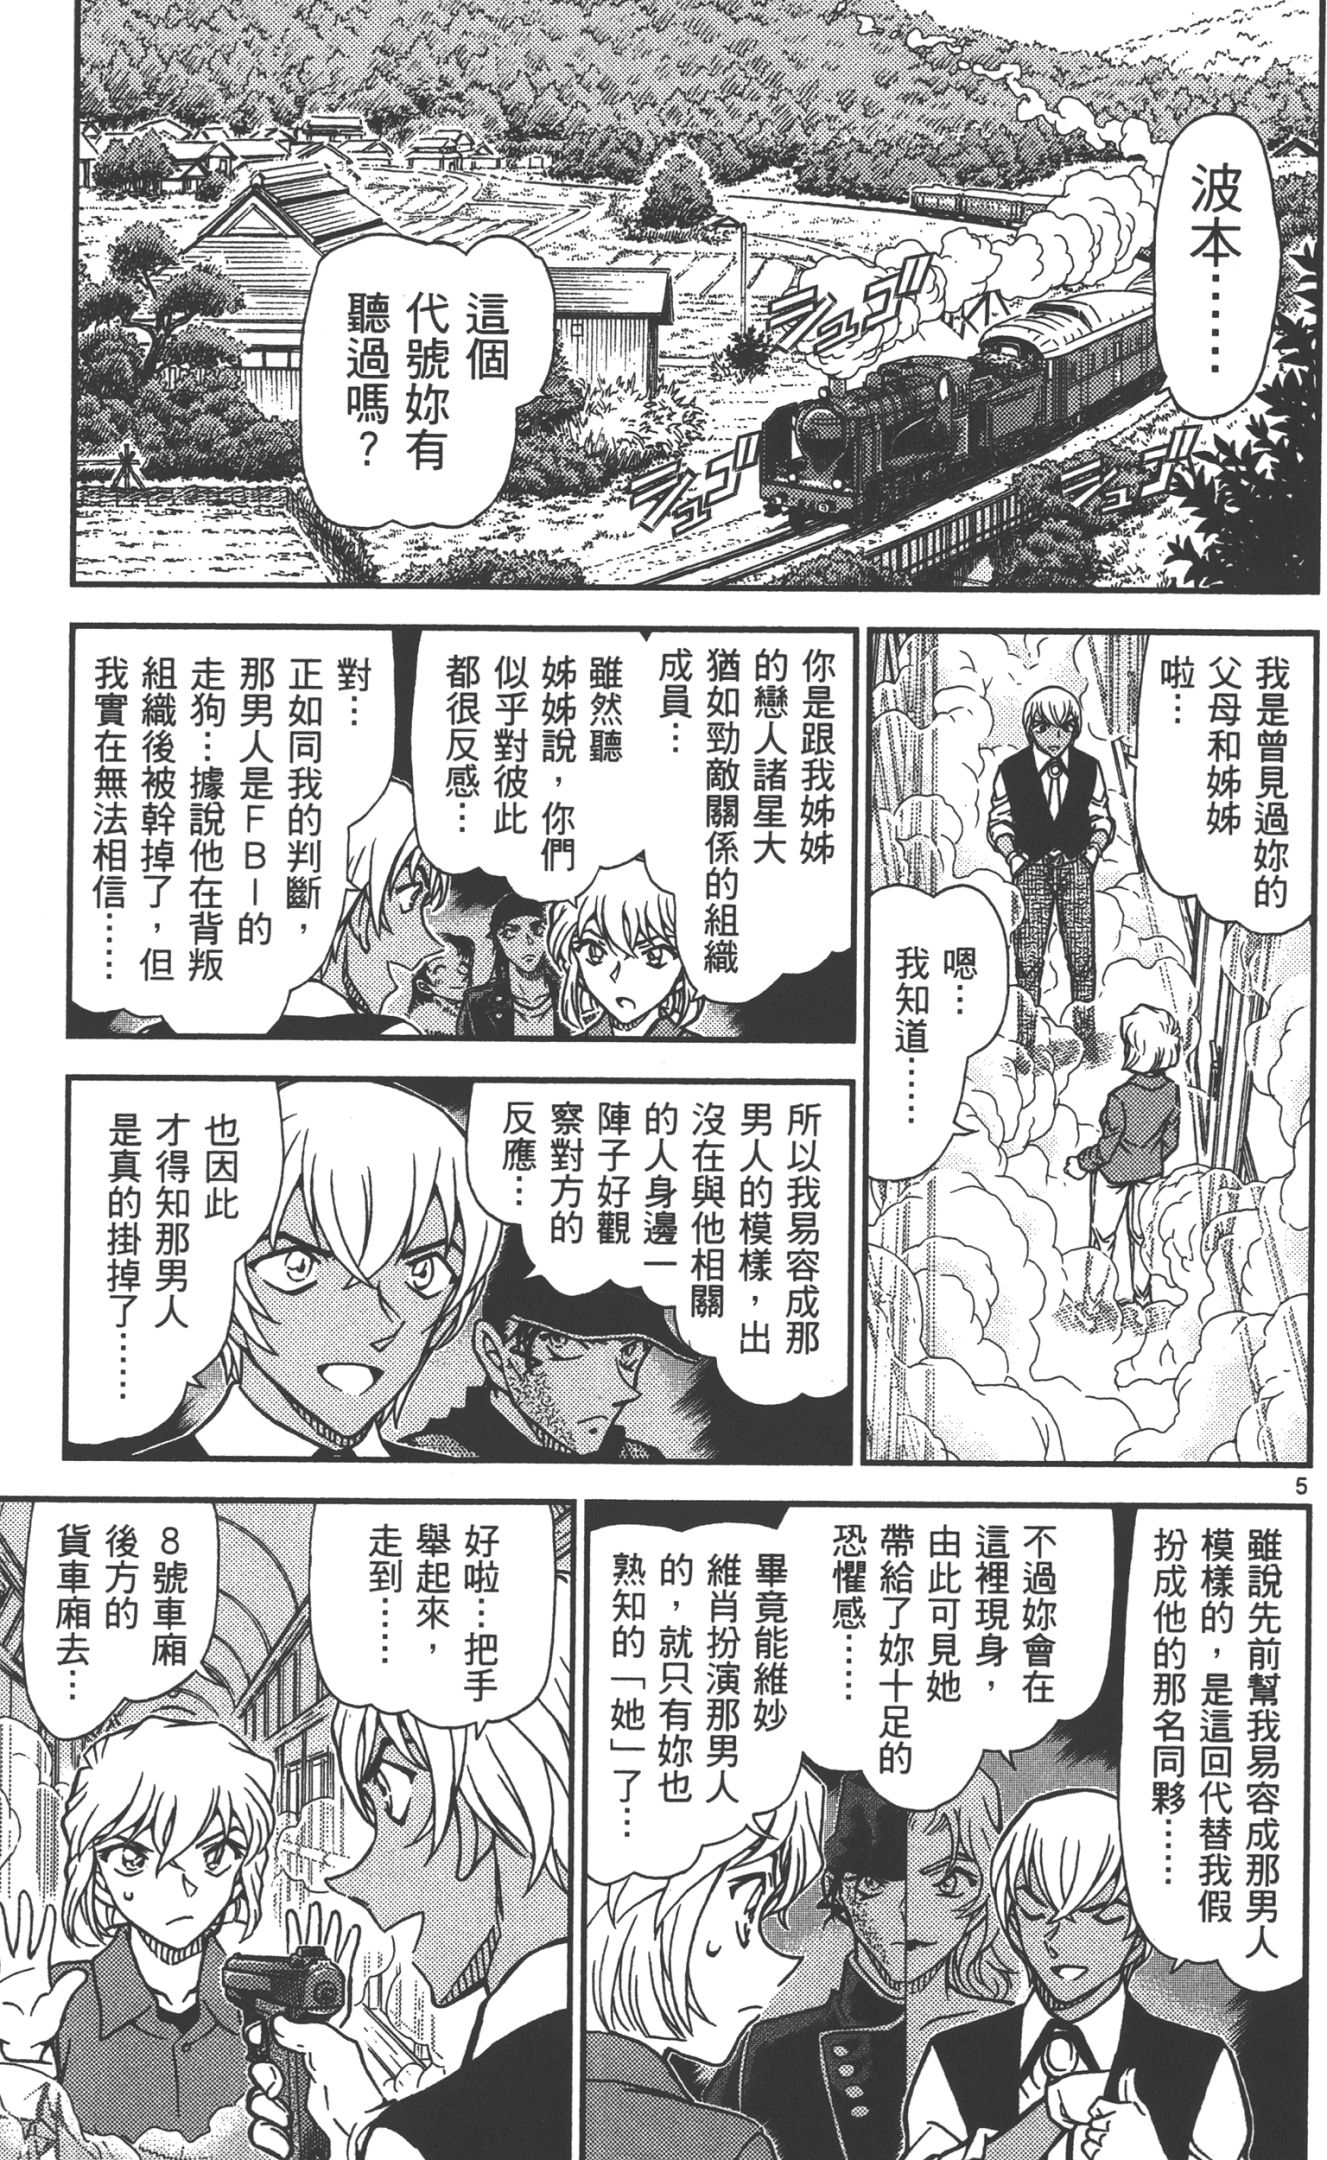 波本……
這個
代號妳有
聽過嗎？
ラュゴ
ラュゴ
ラュゴ
我是曾見過妳的
父母和姊姊
啦…
嗯…
我知道……
你是跟我姊姊
的戀人諸星大
猶如勁敵關係的組織
成員…
雖然聽
姊姊說，你們
似乎對彼此
都很反感…
對…
正如同我的判斷，
那男人是ＦＢＩ的
走狗…據說他在背叛
組織後被幹掉了，但
我實在無法相信……
所以我易容成那
男人的模樣，出
沒在與他相關
的人身邊一
陣子好觀
察對方的
反應…
也因此
才得知那男人
是真的掛掉了……
5
雖說先前幫我易容成那男人
模樣的，是這回代替我假
扮成他的那名同夥……
不過妳會在
這裡現身，
由此可見她
帶給了妳十足的
恐懼感……
畢竟能維妙
維肖扮演那男人
的，就只有妳也
熟知的「她」了…
好啦…把手
舉起來，
走到……
８號車廂
後方的
貨車廂去…